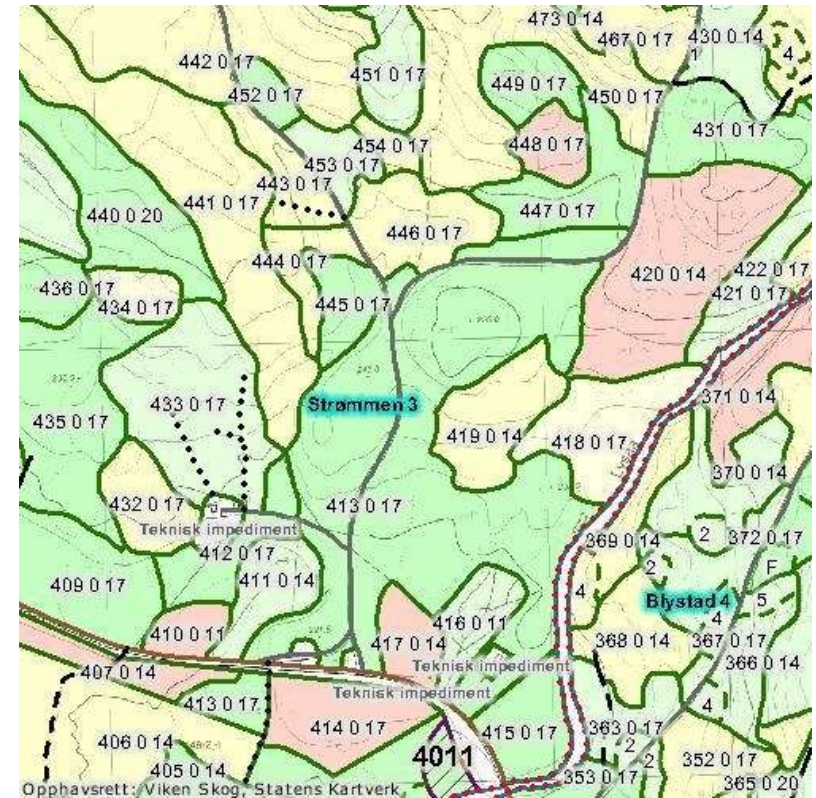 473 0 14
467 0 17
430 0 14
1
4
442 0 17
451 0 17
452 0 17
449 0 17
450 0 17
431 0 17
454 0 17
448 0 17
453 0 17
443 0 17
441 0 17
440 0 20
447 0 17
446 0 17
444 0 17
420 0 14
422 0 17
421 0 17
436 0 17
434 0 17
445 0 17
371 0 14
433 0 17
Strømmen 3
435 0 17
419 0 14
418 0 17
370 0 14
432 0 17
413 0 17
Teknisk impediment
369 0 14
2
372 0 17
412 0 17
2
F
409 0 17
411 0 14
4
Blystad 4
5
410 0 11
416 0 11
4
417 0 14
368 0 14
367 0 17
366 0 14
407 0 14
Teknisk impediment
Teknisk impediment
413 0 17
4
414 0 17
415 0 17
363 0 17
406 0 14
4011
2
2
352 0 17
405 0 14
353 0 17
365 0 20
Opphavsrett: Viken Skog, Statens Kartverk,